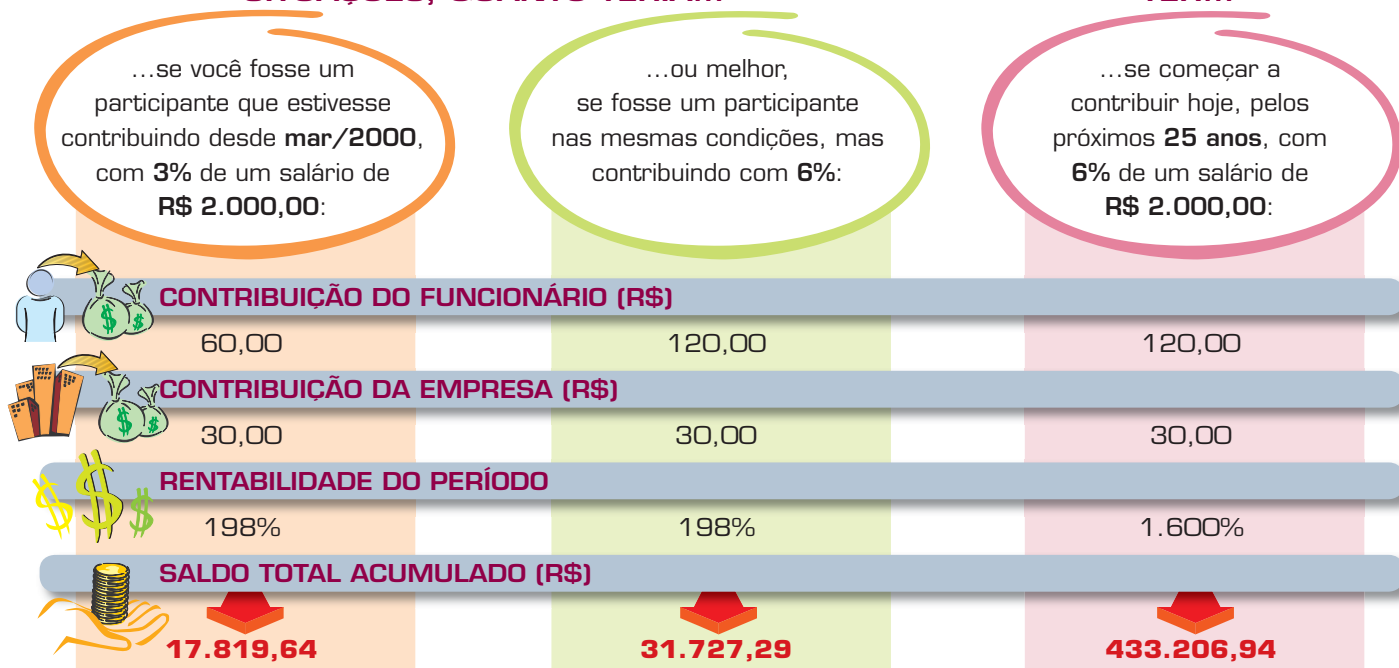 ...se você fosse um
participante que estivesse
contribuindo desde mar/2000,
com 3% de um salário de
R$ 2.000,00:
...ou melhor,
se fosse um participante
nas mesmas condições, mas
contribuindo com 6%:
...se começar a
contribuir hoje, pelos
próximos 25 anos, com
6% de um salário de
R$ 2.000,00:
CONTRIBUIÇÃO DO FUNCIONÁRIO (R$)
60,00 120,00 120,00
CONTRIBUIÇÃO DA EMPRESA (R$)
30,00 30,00 30,00
RENTABILIDADE DO PERÍODO
198% 198% 1.600%
SALDO TOTAL ACUMULADO (R$)
17.819,64 31.727,29 433.206,94